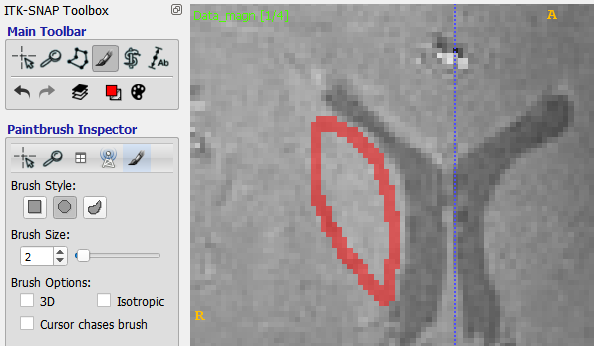 ITK-SNAP Toolbox
Main Toolbar
Ab
Paintbrush Inspector
Brush Style:
Brush Size:
2
Brush Options:
3D
Isotropic
Cursor chases brush
A
R